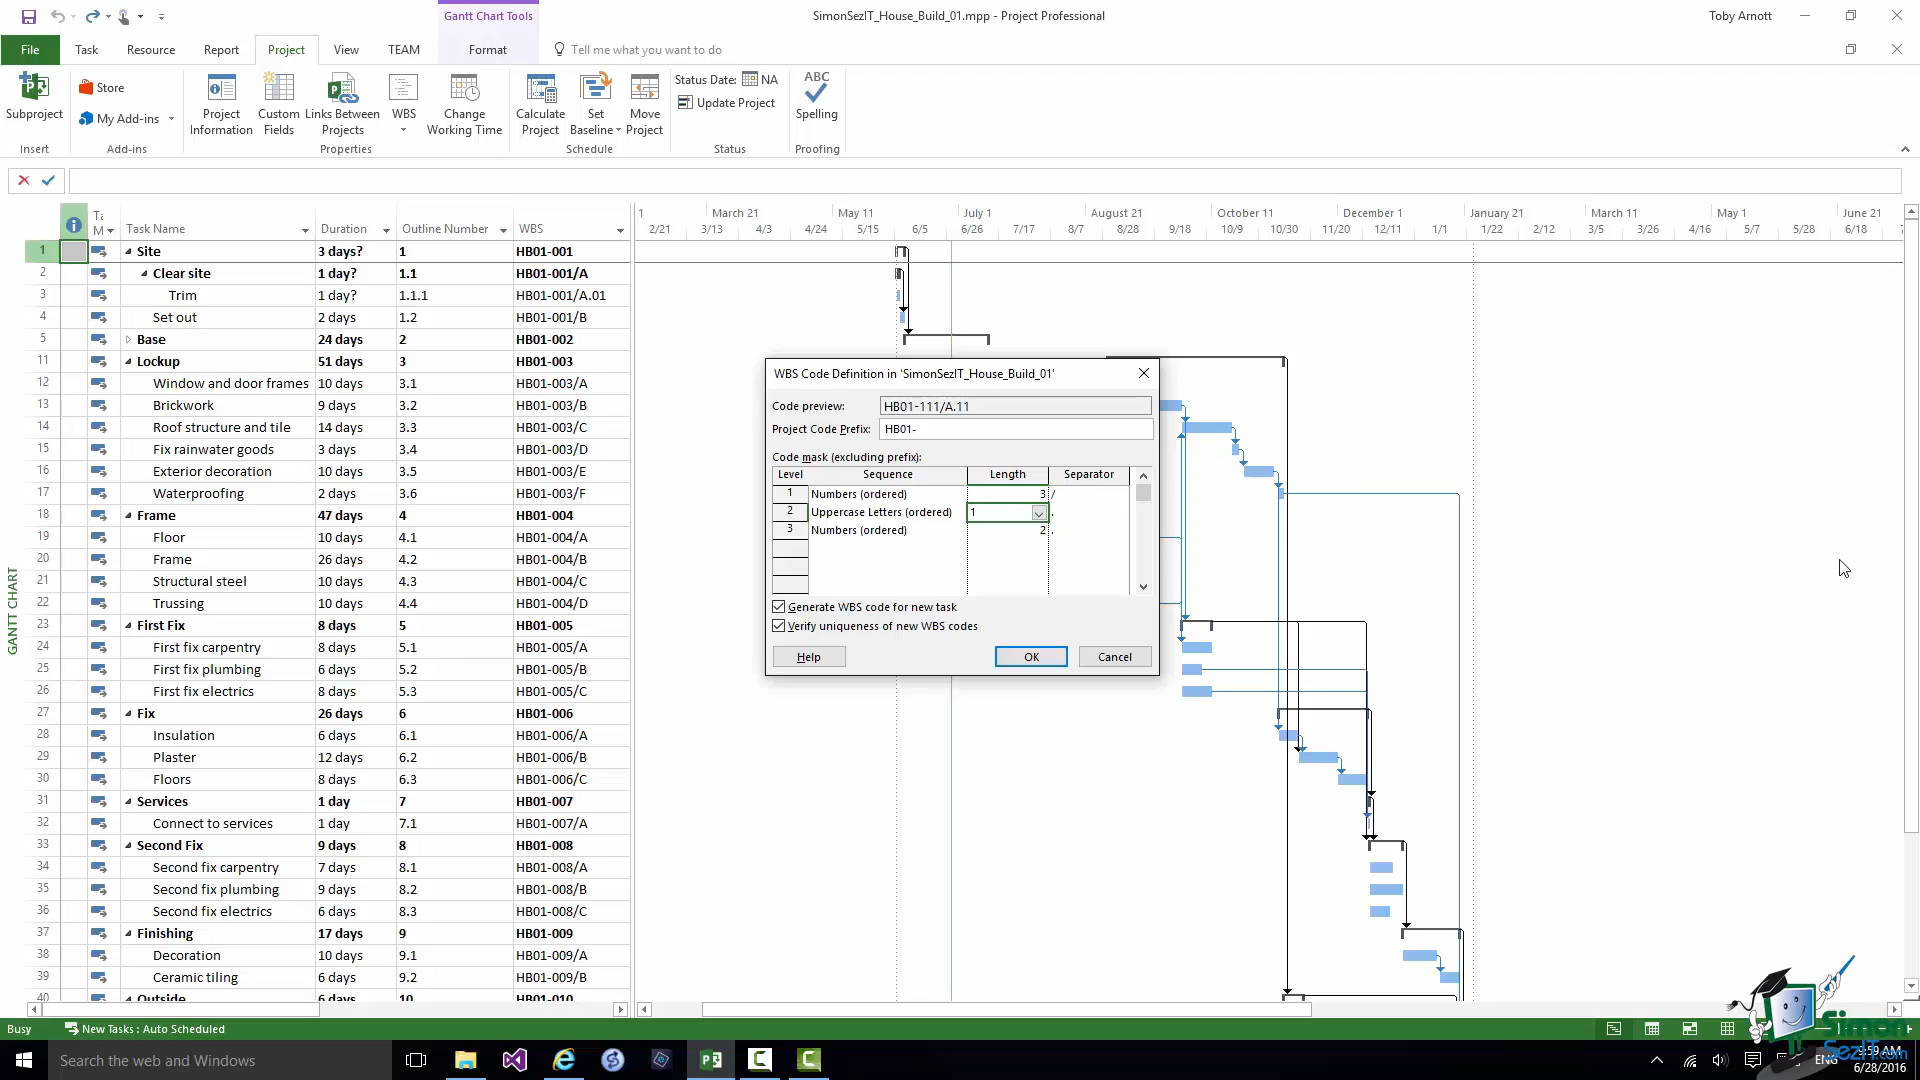 Gantt Chart Tools
SimonSezIT_House_Build_01.mpp - Project Professional
Toby Arnott
File
Task
Resource
Report
Project
View
TEAM
Format
Tell me what you want to do
Subproject
Store
My Add-ins
Project Information
Custom Fields
Links Between Projects
WBS
Change Working Time
Calculate Project
Set Baseline
Move Project
Status Date:
NA
Update Project
ABC
Spelling
Insert
Add-ins
Properties
Schedule
Status
Proofing
Task Name Duration Outline Number WBS
1 Site 3 days? 1 HB01-001
2 Clear site 1 day? 1.1 HB01-001/A
3 Trim 1 day? 1.1.1 HB01-001/A.01
4 Set out 2 days 1.2 HB01-001/B
5 Base 24 days 2 HB01-002
11 Lockup 51 days 3 HB01-003
12 Window and door frames 10 days 3.1 HB01-003/A
13 Brickwork 9 days 3.2 HB01-003/B
14 Roof structure and tile 14 days 3.3 HB01-003/C
15 Fix rainwater goods 3 days 3.4 HB01-003/D
16 Exterior decoration 10 days 3.5 HB01-003/E
17 Waterproofing 2 days 3.6 HB01-003/F
18 Frame 47 days 4 HB01-004
19 Floor 10 days 4.1 HB01-004/A
20 Frame 26 days 4.2 HB01-004/B
21 Structural steel 10 days 4.3 HB01-004/C
22 Trussing 10 days 4.4 HB01-004/D
23 First Fix 8 days 5 HB01-005
24 First fix carpentry 8 days 5.1 HB01-005/A
25 First fix plumbing 6 days 5.2 HB01-005/B
26 First fix electrics 8 days 5.3 HB01-005/C
27 Fix 26 days 6 HB01-006
28 Insulation 6 days 6.1 HB01-006/A
29 Plaster 12 days 6.2 HB01-006/B
30 Floors 8 days 6.3 HB01-006/C
31 Services 1 day 7 HB01-007
32 Connect to services 1 day 7.1 HB01-007/A
33 Second Fix 9 days 8 HB01-008
34 Second fix carpentry 7 days 8.1 HB01-008/A
35 Second fix plumbing 9 days 8.2 HB01-008/B
36 Second fix electrics 6 days 8.3 HB01-008/C
37 Finishing 17 days 9 HB01-009
38 Decoration 10 days 9.1 HB01-009/A
39 Ceramic tiling 6 days 9.2 HB01-009/B
40 Outside 6 days 10 HB01-010
GANTT CHART
1 March 21 May 11 July 1 August 21 October 11 December 1 January 21 March 11 May 1 June 21
2/21 3/13 4/3 4/24 5/15 6/5 6/26 7/17 8/7 8/28 9/18 10/9 10/30 11/20 12/11 1/1 1/22 2/12 3/5 3/26 4/16 5/7 5/28 6/18
WBS Code Definition in 'SimonSezIT_House_Build_01'
Code preview: HB01-111/A.11
Project Code Prefix: HB01-
Code mask (excluding prefix):
Level Sequence Length Separator
1 Numbers (ordered) 3 /
2 Uppercase Letters (ordered) 1 .
3 Numbers (ordered) 2 .
Generate WBS code for new task
Verify uniqueness of new WBS codes
Help
OK
Cancel
Busy
New Tasks : Auto Scheduled
Search the web and Windows
ENG
6/28/2016
Simon
SezIT.com